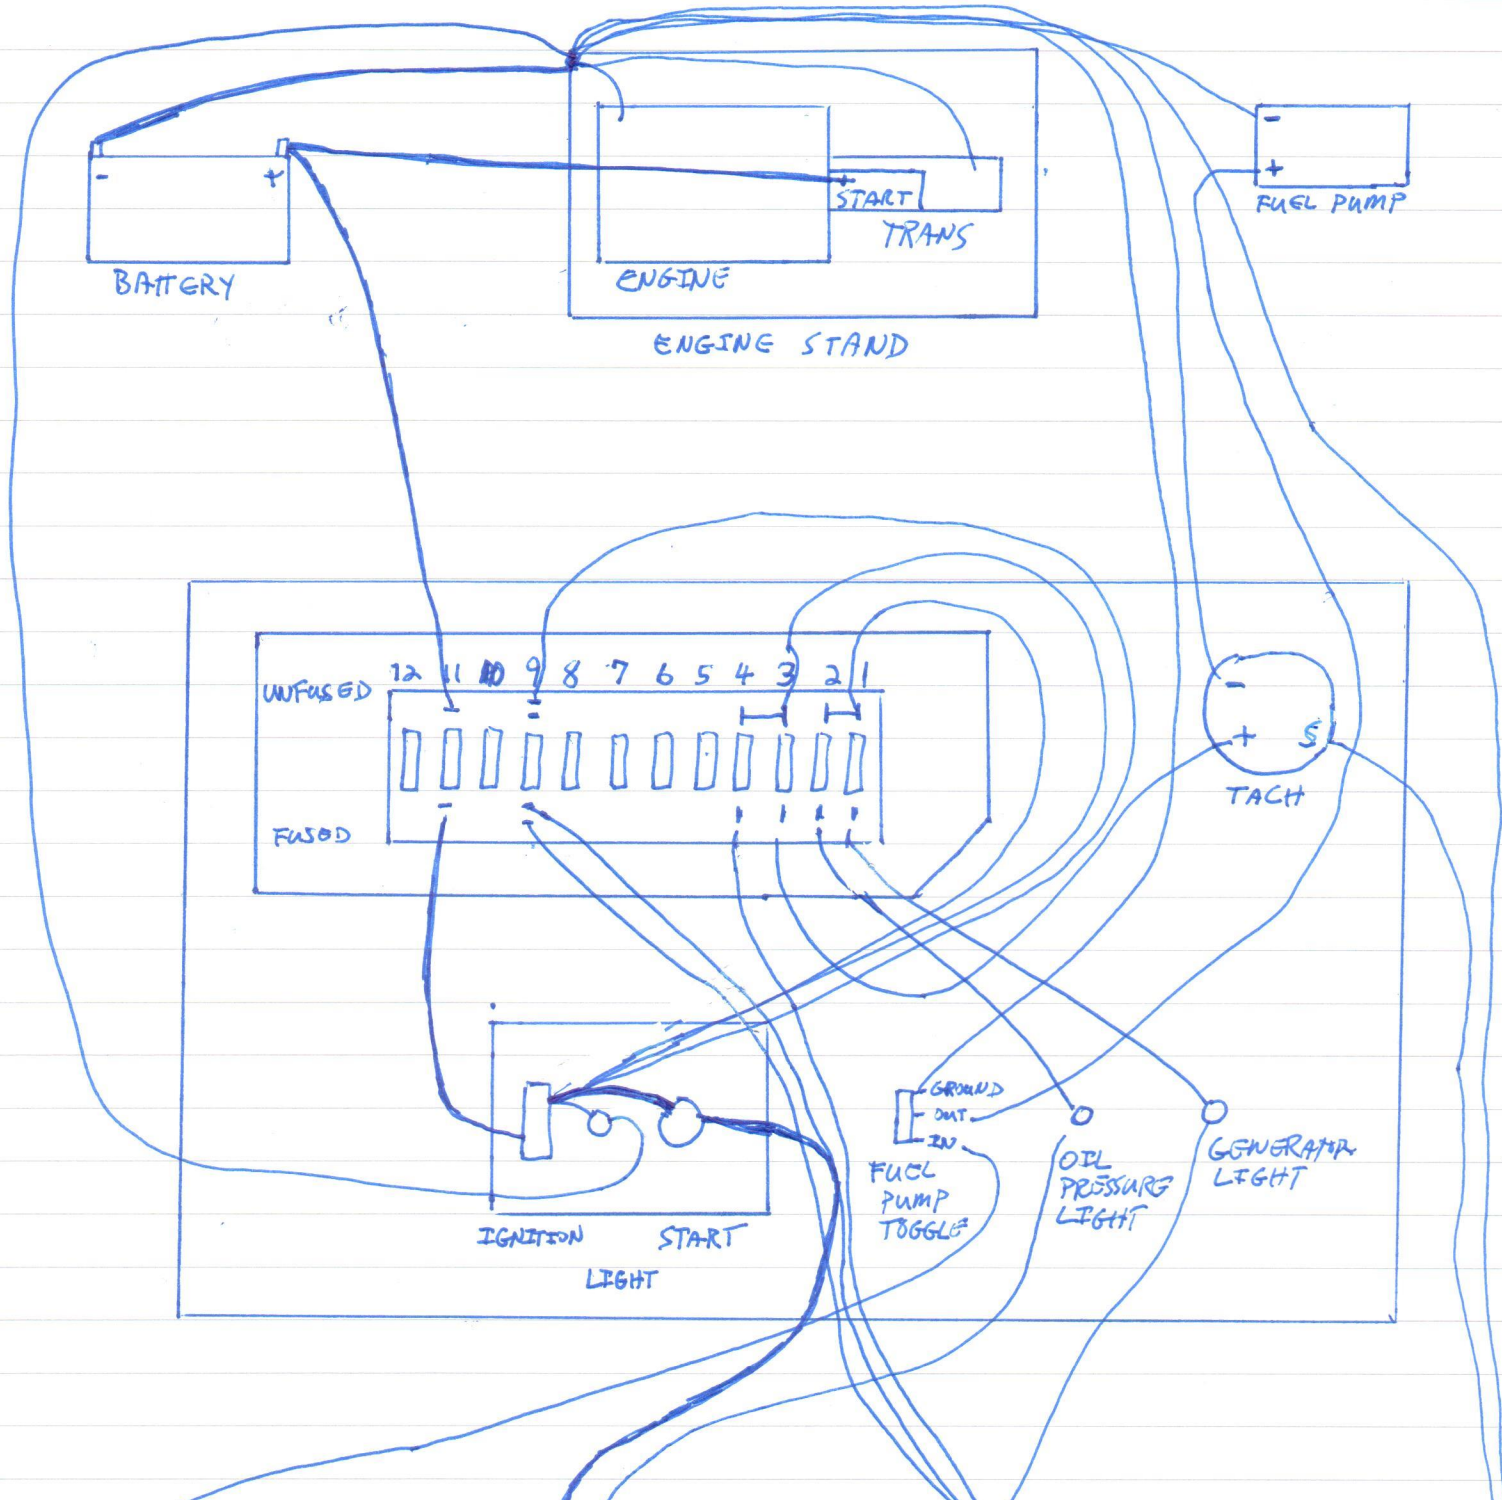 -
+
BATTERY
ENGINE
+
START
TRANS
ENGINE STAND
-
+
FUEL PUMP
UNFUSED
12 11 10 9 8 7 6 5 4 3 2 1
FUSED
-
+ S
TACH
IGNITION
START
LIGHT
GROUND
OUT
IN
FUEL
PUMP
TOGGLE
OIL
PRESSURE
LIGHT
GENERATOR
LIGHT